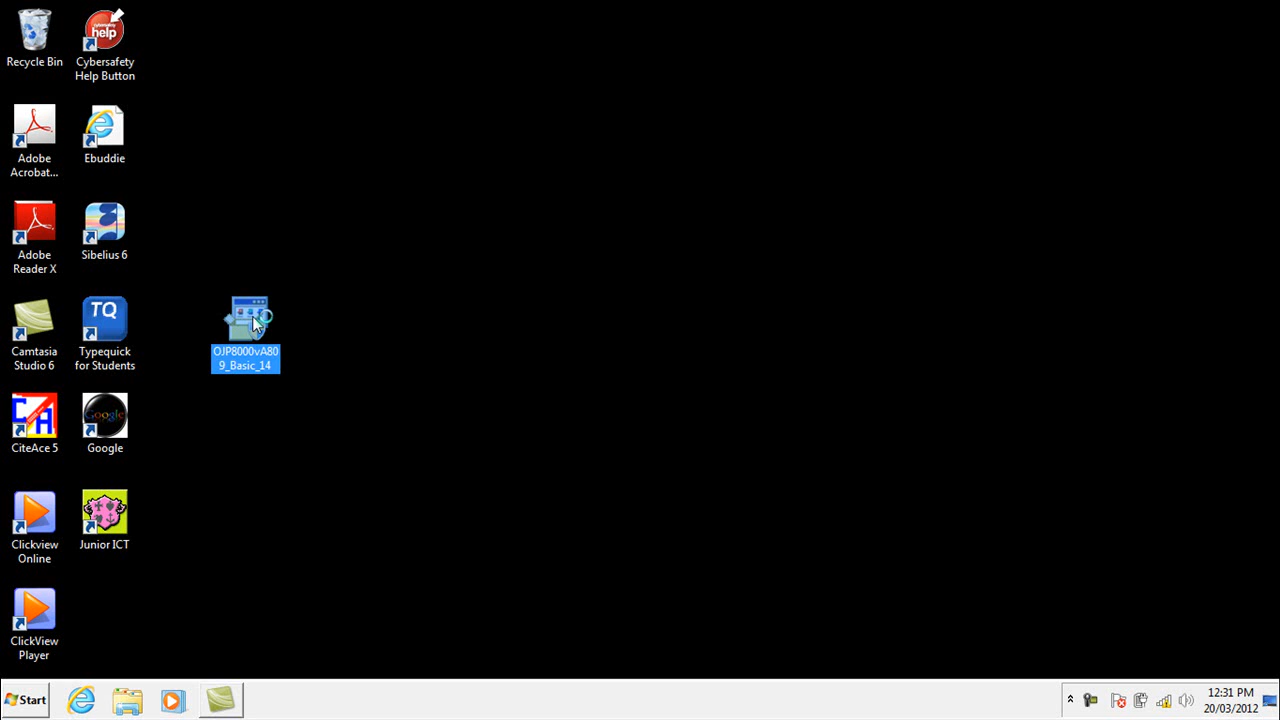 Recycle Bin
cybersafety
help
Cybersafety
Help Button
Adobe
Acrobat...
Ebuddie
Adobe
Reader X
Sibelius 6
Camtasia
Studio 6
TQ
Typequick
for Students
OJP8000vA80
9_Basic_14
CA
CiteAce 5
Google
Google
Clickview
Online
Junior ICT
ClickView
Player
Start
12:31 PM
20/03/2012